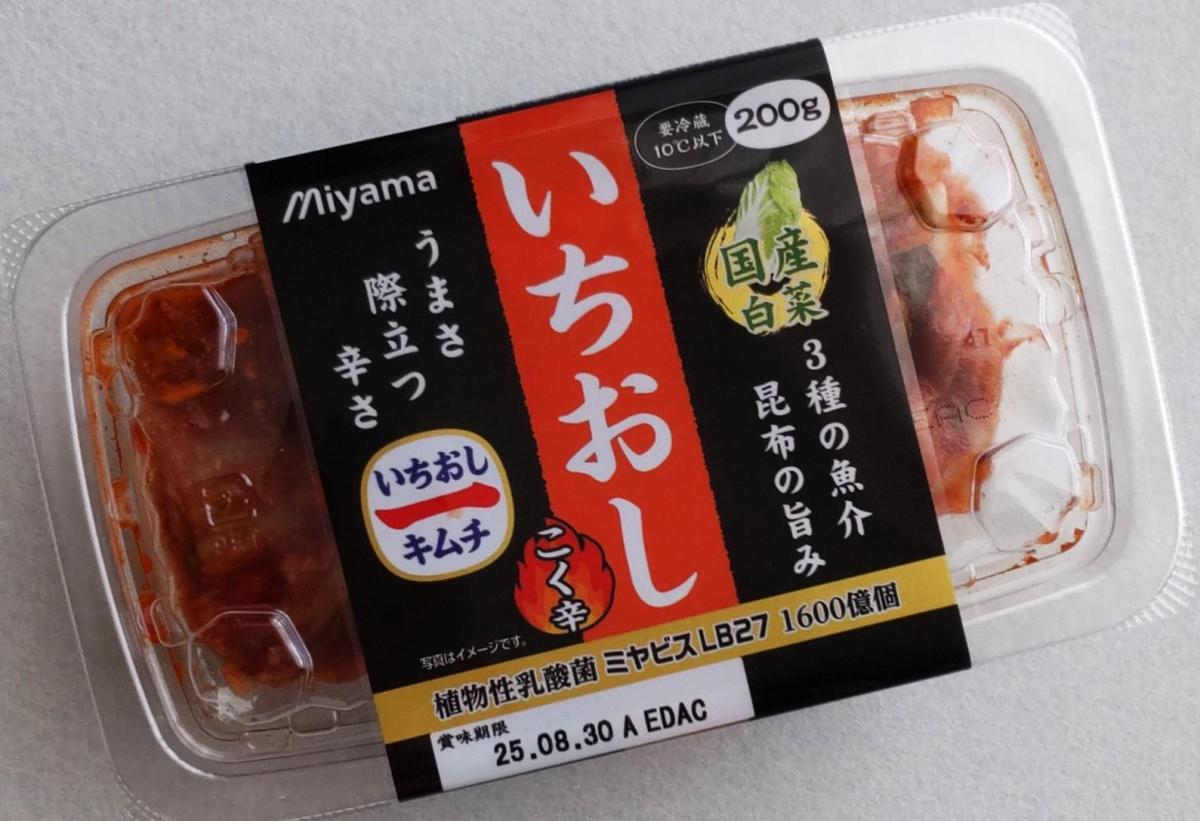 Miyama
うまさ
際立つ
辛さ
いちおし
キムチ
いちおし
こく辛
要冷蔵
10℃以下
200g
国産
白菜
3種の魚介
昆布の旨み
写真はイメージです。
植物性乳酸菌 ミヤビスLB27 1600億個
賞味期限
25.08.30 A EDAC